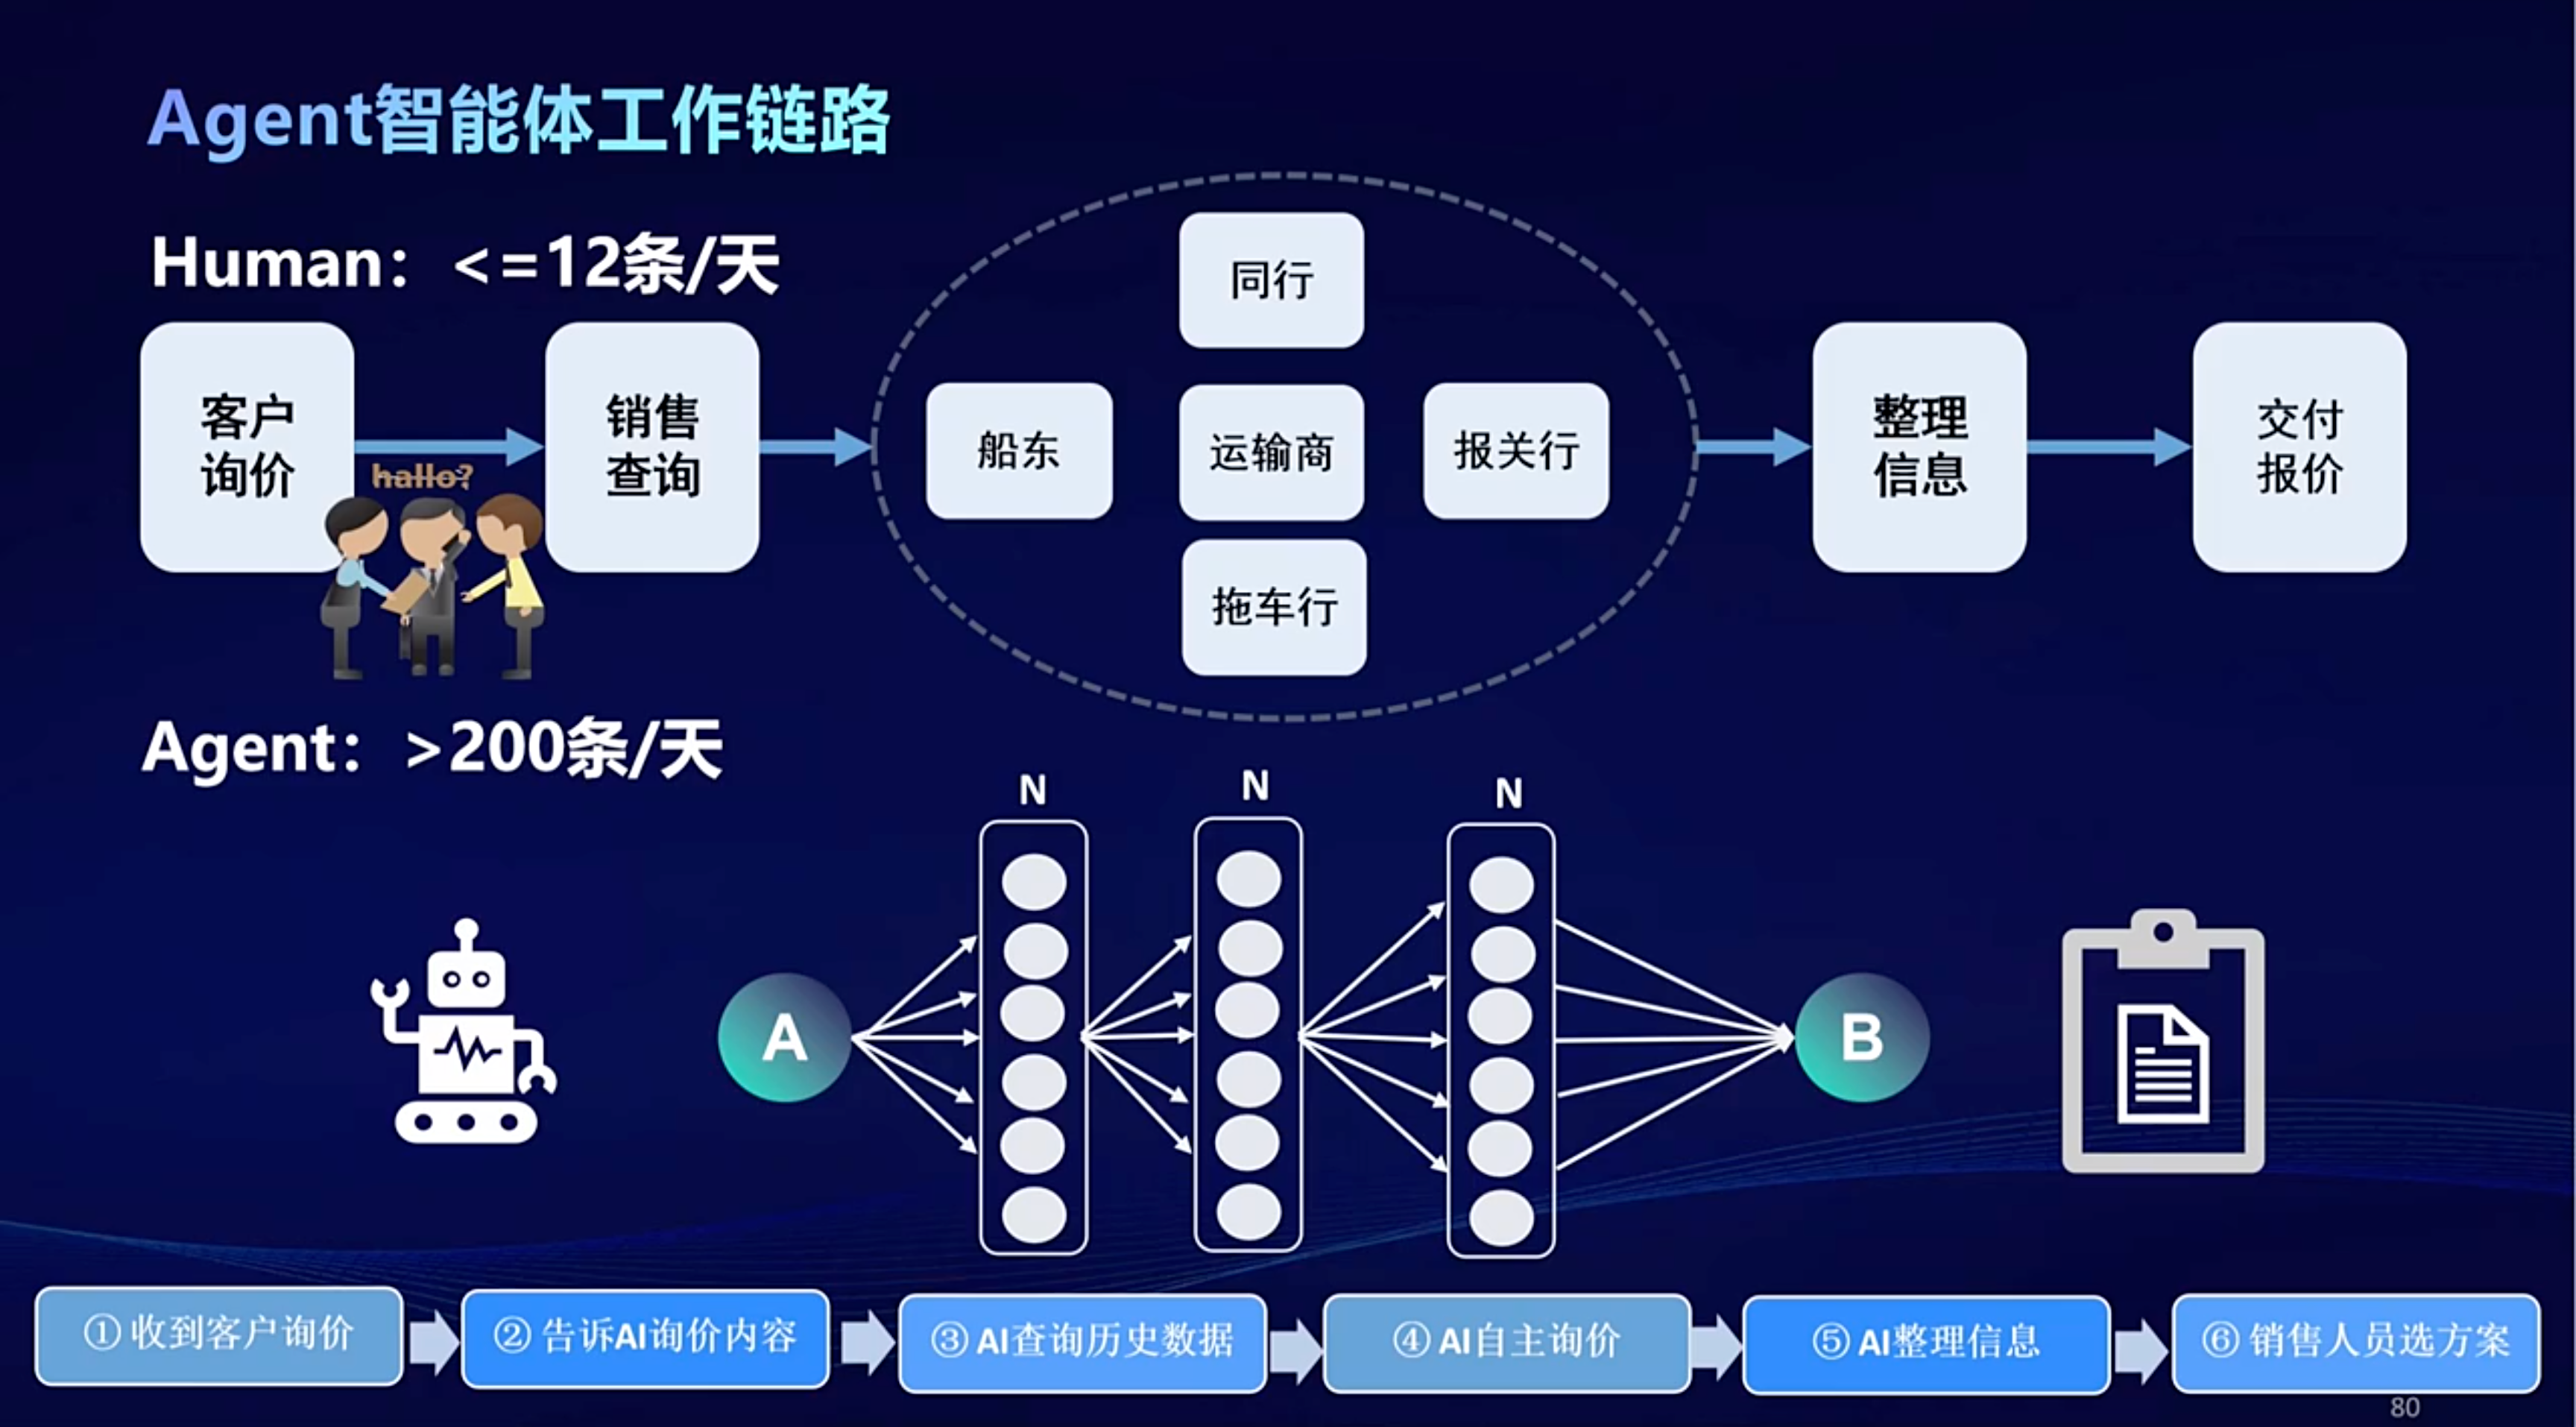 Agent智能体工作链路
Human：<=12条/天
客户
询价
hallo?
销售
查询
同行
船东
运输商
报关行
拖车行
整理
信息
交付
报价
Agent：>200条/天
N
N
N
A
B
① 收到客户询价
② 告诉AI询价内容
③ AI查询历史数据
④ AI自主询价
⑤ AI整理信息
⑥ 销售人员选方案
80